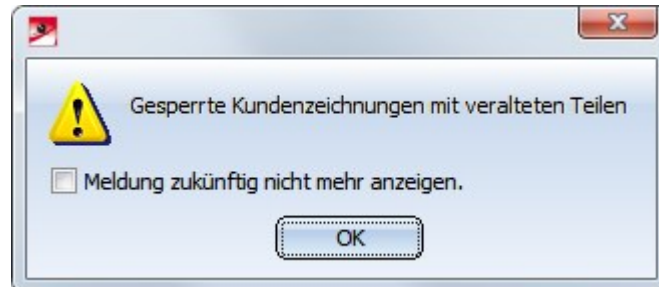 Gesperrte Kundenzeichnungen mit veralteten Teilen
Meldung zukünftig nicht mehr anzeigen.
OK